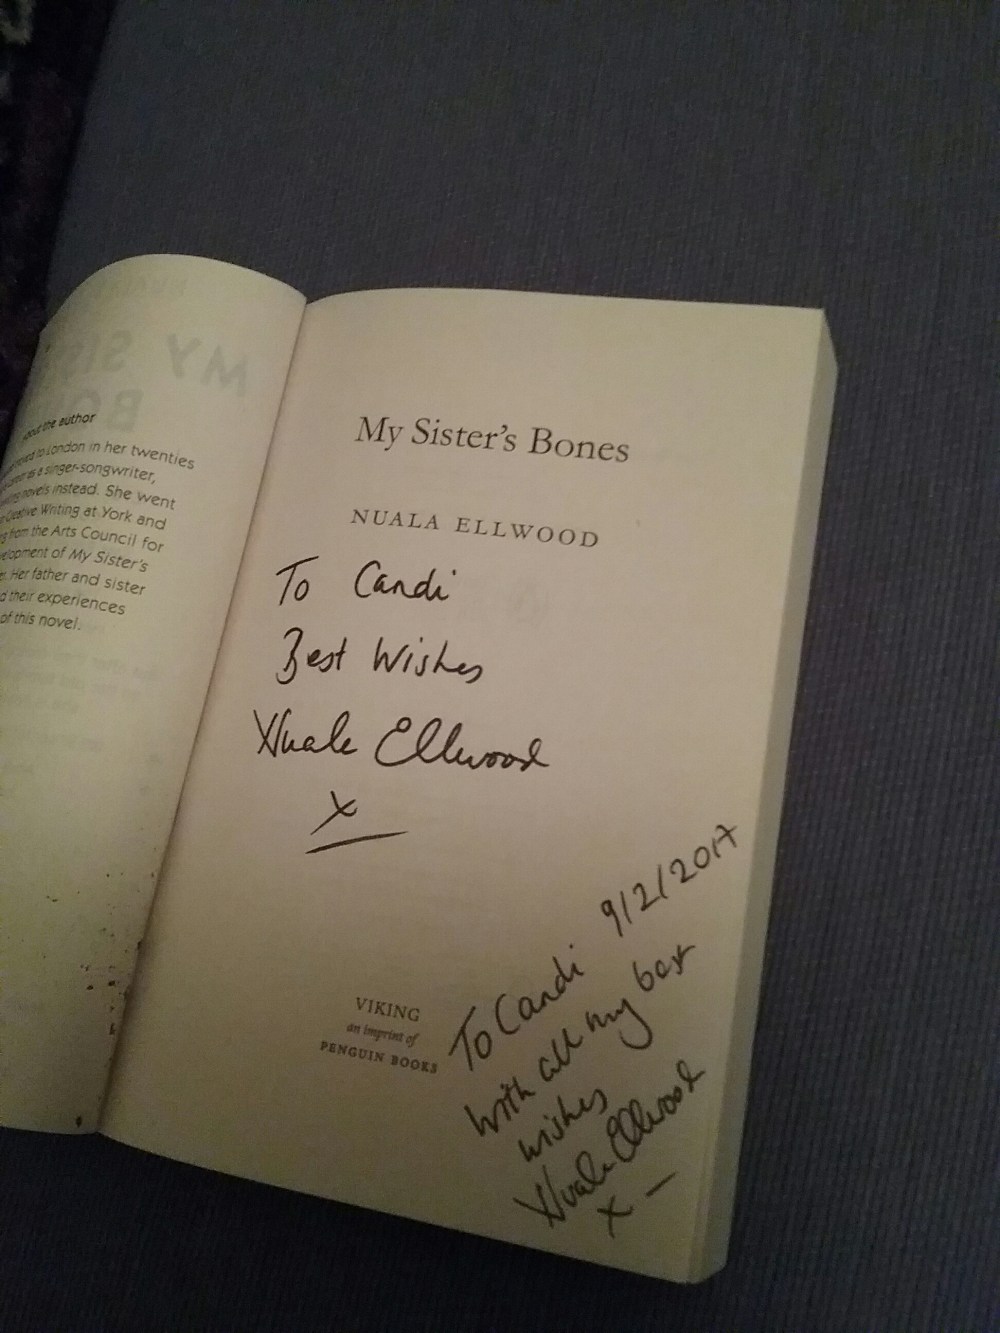 MY SIS
BO
about the author
to London in her twenties
as a singer-songwriter,
novels instead. She went
Creative Writing at York and
from the Arts Council for
of My Sister's
Her father and sister
their experiences
of this novel.
My Sister's Bones
NUALA ELLWOOD
To Candi
Best Wishes
Nuala Ellwood
x
VIKING
an imprint of
PENGUIN BOOKS
9/2/2017
To Candi
with all my best
wishes
Nuala Ellwood
x